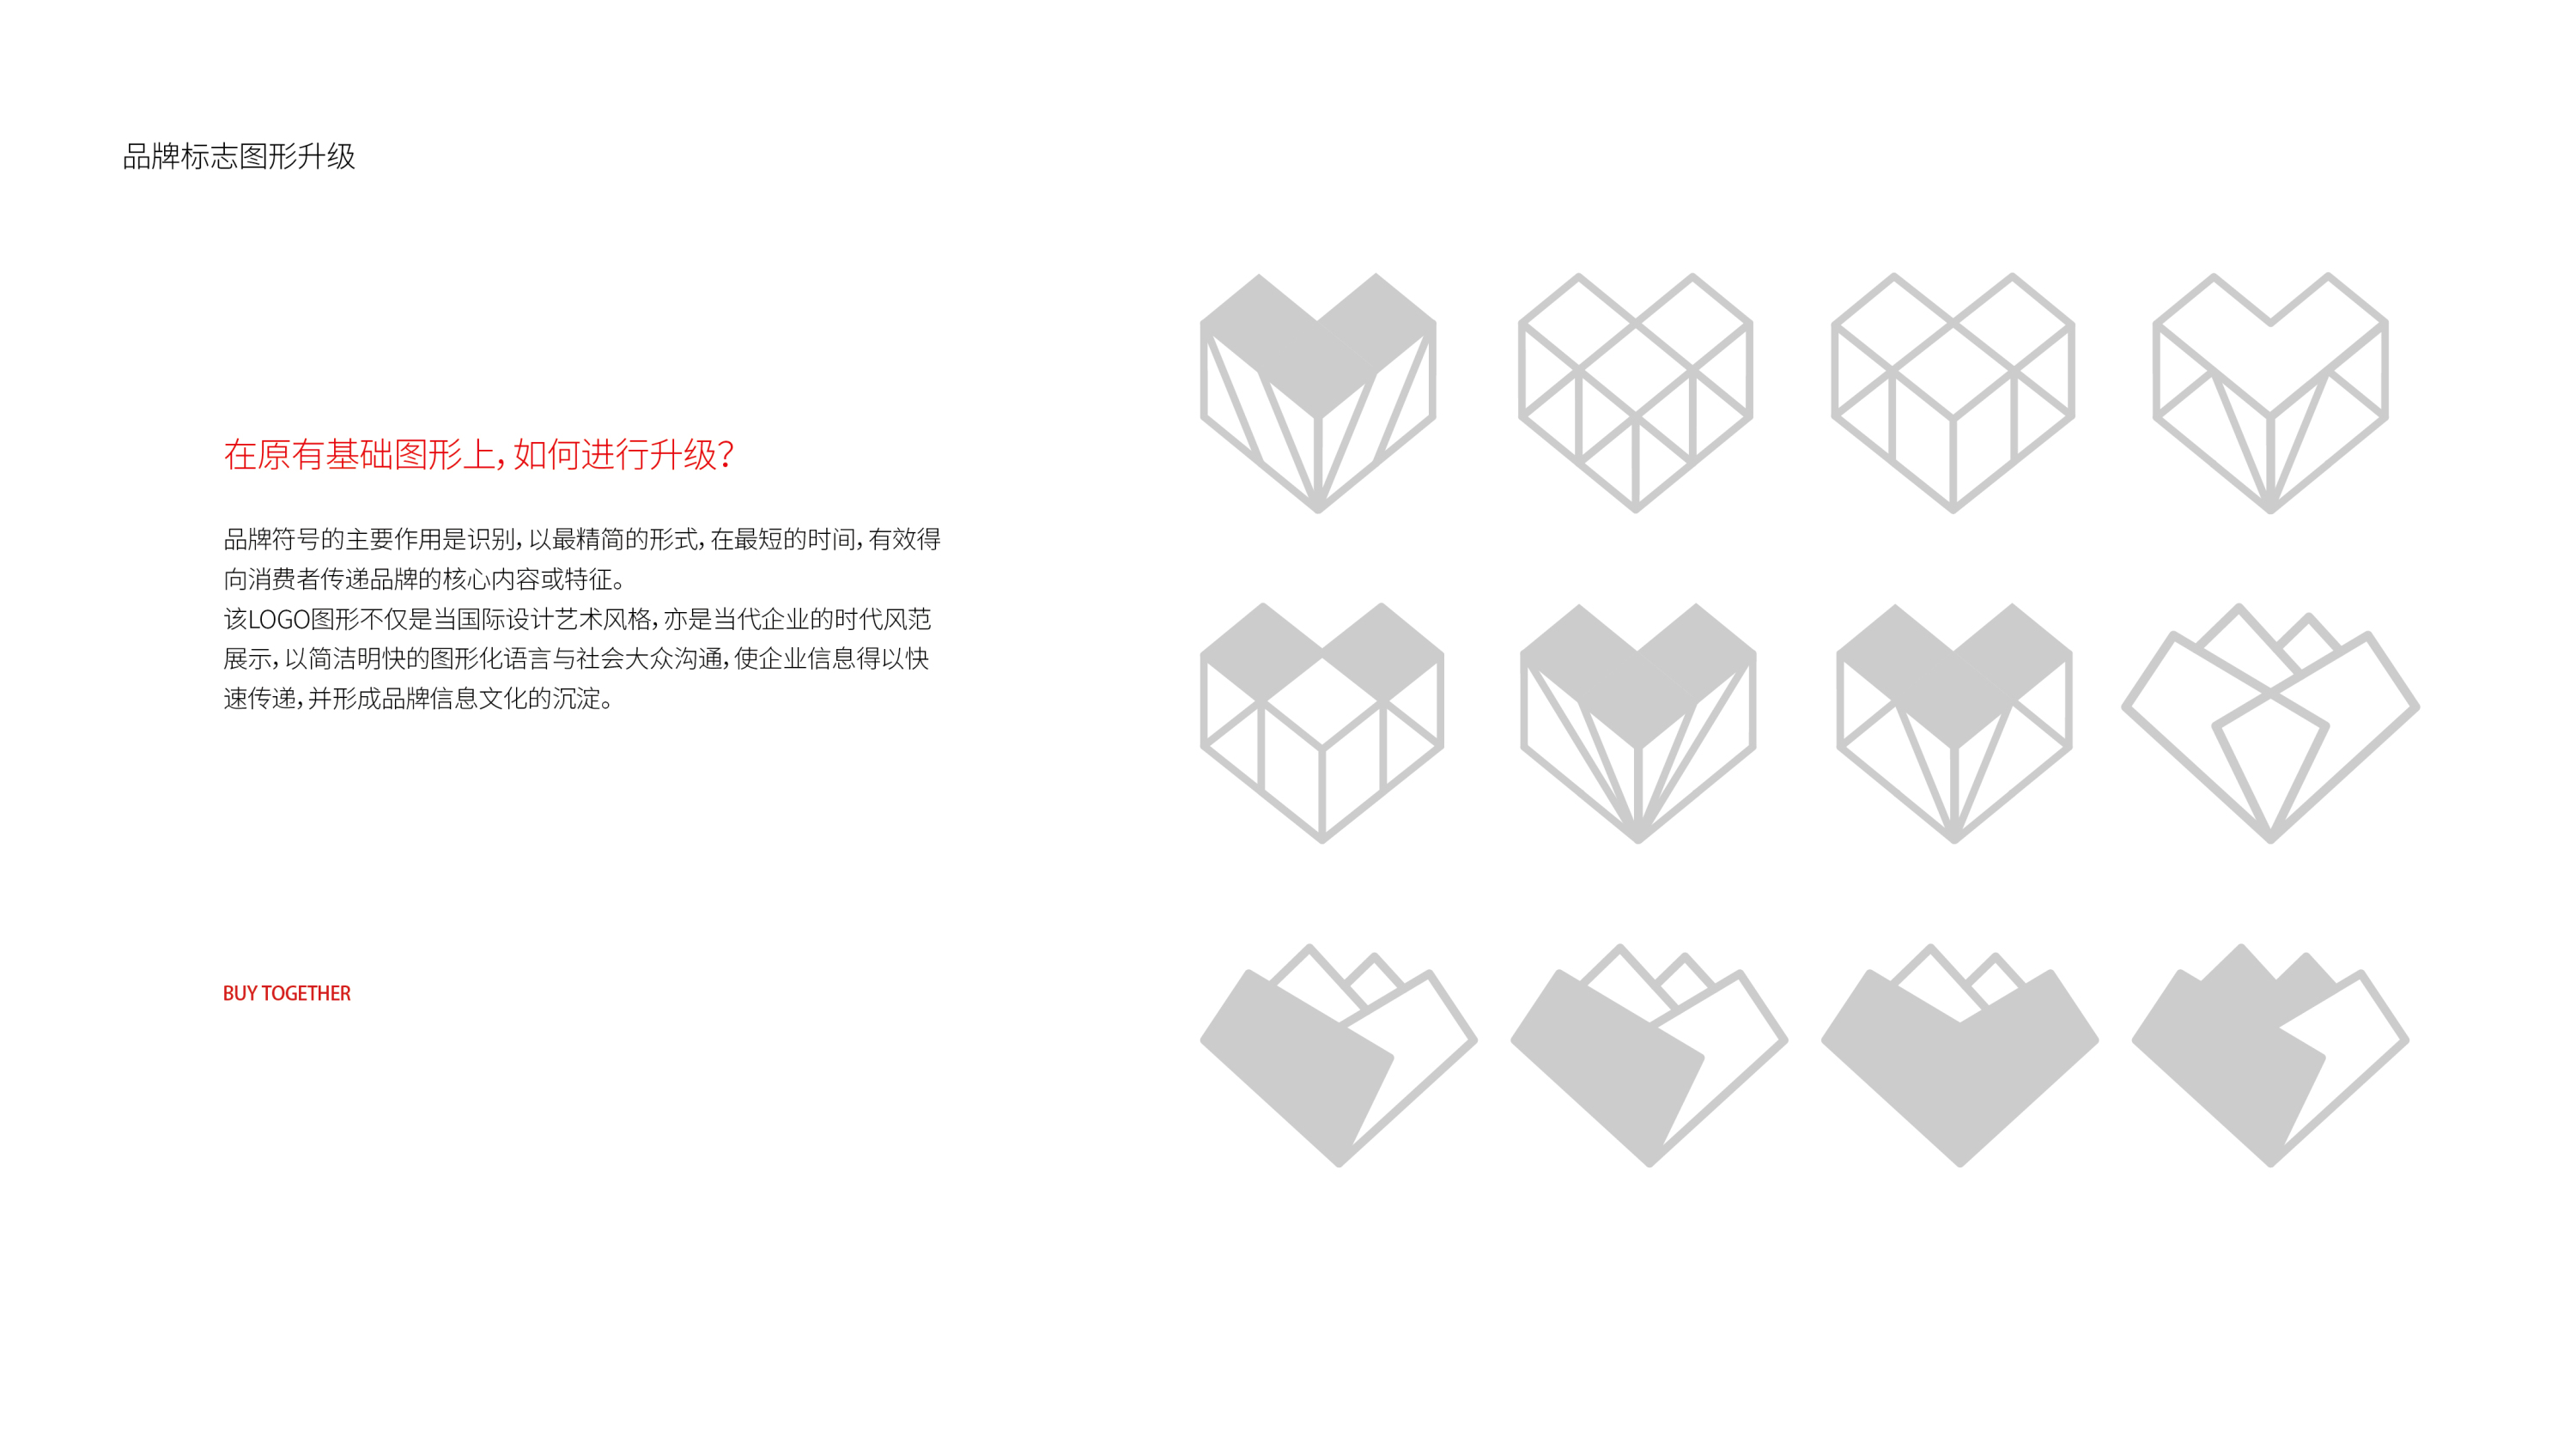 品牌标志图形升级
在原有基础图形上，如何进行升级？
品牌符号的主要作用是识别，以最精简的形式，在最短的时间，有效得
向消费者传递品牌的核心内容或特征。
该LOGO图形不仅是当国际设计艺术风格，亦是当代企业的时代风范
展示，以简洁明快的图形化语言与社会大众沟通，使企业信息得以快
速传递，并形成品牌信息文化的沉淀。
BUY TOGETHER